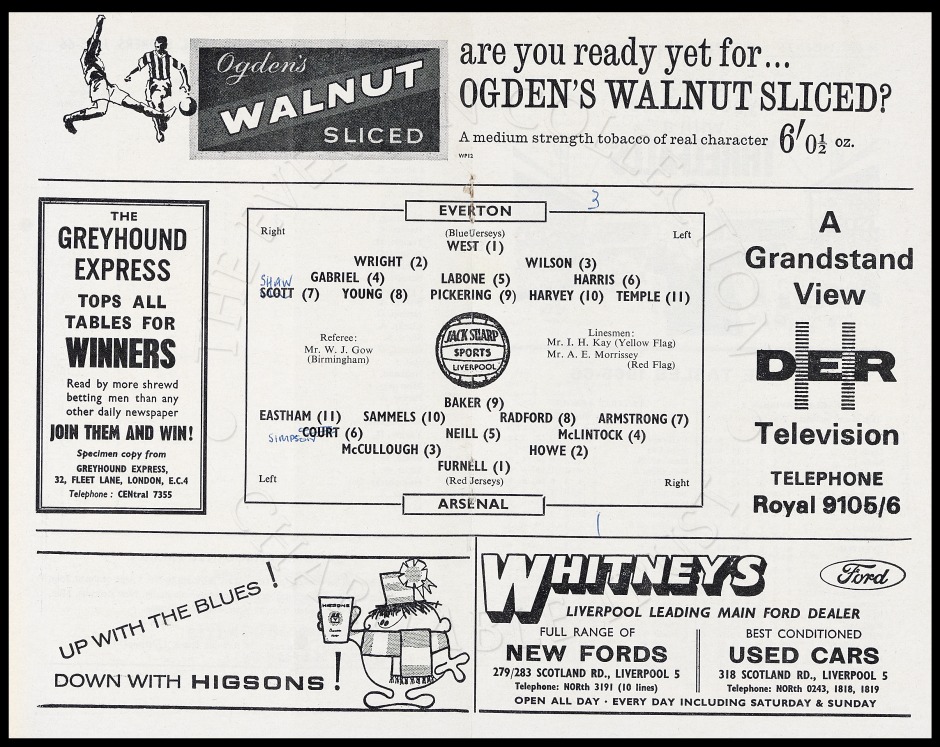 Ogden's
WALNUT
SLICED
are you ready yet for...
OGDEN'S WALNUT SLICED?
A medium strength tobacco of real character 6'0½ oz.
WP12
THE
GREYHOUND
EXPRESS
TOPS ALL
TABLES FOR
WINNERS
Read by more shrewd
betting men than any
other daily newspaper
JOIN THEM AND WIN!
Specimen copy from
GREYHOUND EXPRESS,
32, FLEET LANE, LONDON, E.C.4
Telephone: CENtral 7355
3
EVERTON
Right (Blue Jerseys) Left
WEST (1)
WRIGHT (2) WILSON (3)
GABRIEL (4) LABONE (5) HARRIS (6)
SHAW
SCOTT (7) YOUNG (8) PICKERING (9) HARVEY (10) TEMPLE (11)
Referee:
Mr. W. J. Gow
(Birmingham)
JACK SHARP
SPORTS
LIVERPOOL
Linesmen:
Mr. I. H. Kay (Yellow Flag)
Mr. A. E. Morrissey
(Red Flag)
BAKER (9)
EASTHAM (11) SAMMELS (10) RADFORD (8) ARMSTRONG (7)
COURT (6) NEILL (5) McLINTOCK (4)
SIMPSON
McCULLOUGH (3) HOWE (2)
FURNELL (1)
Left (Red Jerseys) Right
ARSENAL
1
A
Grandstand
View
DER
Television
TELEPHONE
Royal 9105/6
UP WITH THE BLUES!
DOWN WITH HIGSONS!
HIGSONS
WHITNEY'S
Ford
LIVERPOOL LEADING MAIN FORD DEALER
FULL RANGE OF
NEW FORDS
279/283 SCOTLAND RD., LIVERPOOL 5
Telephone: NORth 3191 (10 lines)
BEST CONDITIONED
USED CARS
318 SCOTLAND RD., LIVERPOOL 5
Telephone: NORth 0243, 1818, 1819
OPEN ALL DAY · EVERY DAY INCLUDING SATURDAY & SUNDAY